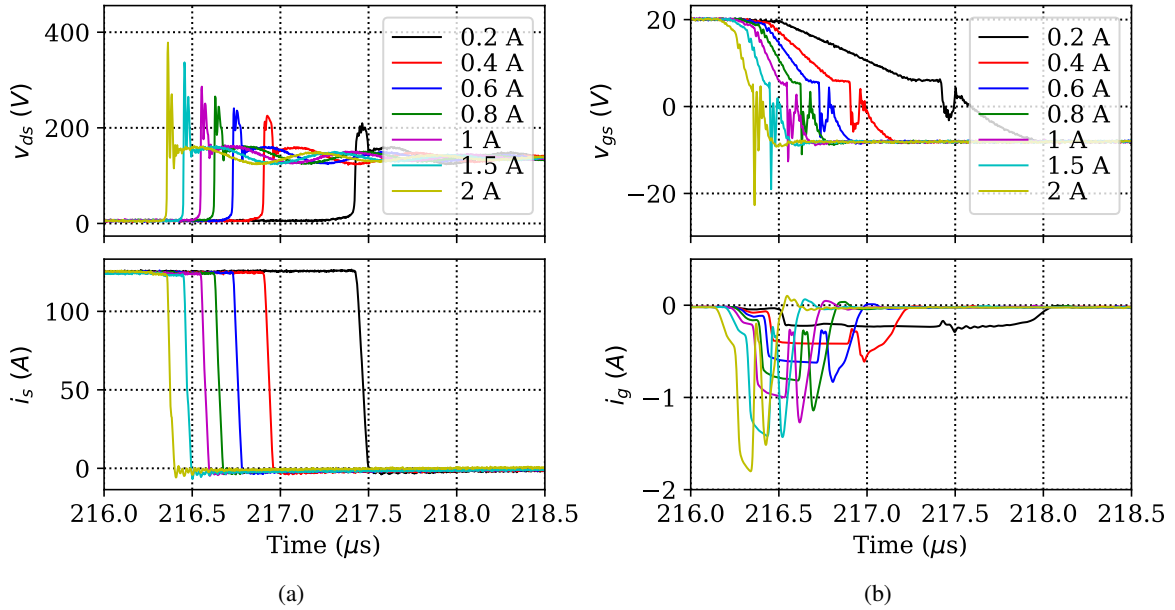 400
200
0
v_ds (V)
0.2 A
0.4 A
0.6 A
0.8 A
1 A
1.5 A
2 A
100
50
0
i_s (A)
216.0 216.5 217.0 217.5 218.0 218.5
Time (μs)
(a)
20
0
−20
v_gs (V)
0.2 A
0.4 A
0.6 A
0.8 A
1 A
1.5 A
2 A
0
−1
−2
i_g (A)
216.0 216.5 217.0 217.5 218.0 218.5
Time (μs)
(b)